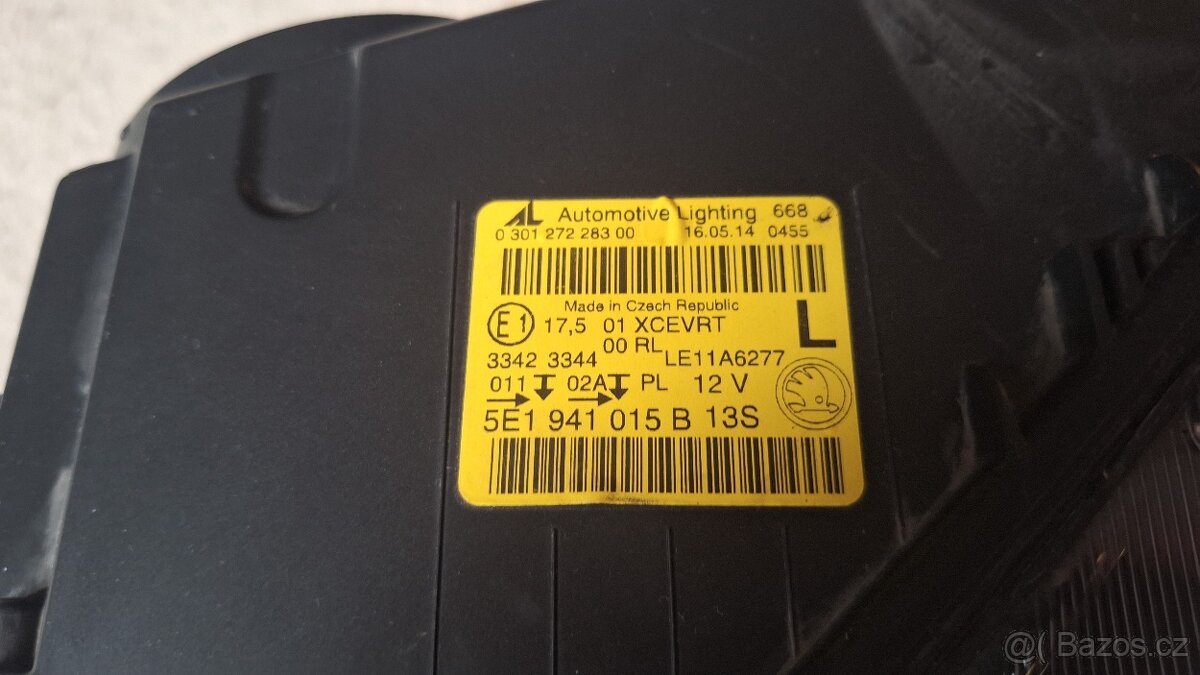 AL Automotive Lighting 668
0 301 272 283 00 16.05.14 0455
Made in Czech Republic
E1 17,5 01 XCEVRT L
00 RL
3342 3344 LE11A6277
011 02A PL 12 V
5E1 941 015 B 13S
@( Bazos.cz